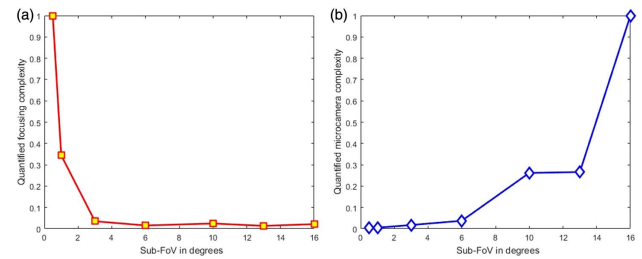 (a)
Quantified focusing complexity
1
0.9
0.8
0.7
0.6
0.5
0.4
0.3
0.2
0.1
0
0 2 4 6 8 10 12 14 16
Sub-FoV in degrees
(b)
Quantified microcamera complexity
1
0.9
0.8
0.7
0.6
0.5
0.4
0.3
0.2
0.1
0
0 2 4 6 8 10 12 14 16
Sub-FoV in degrees